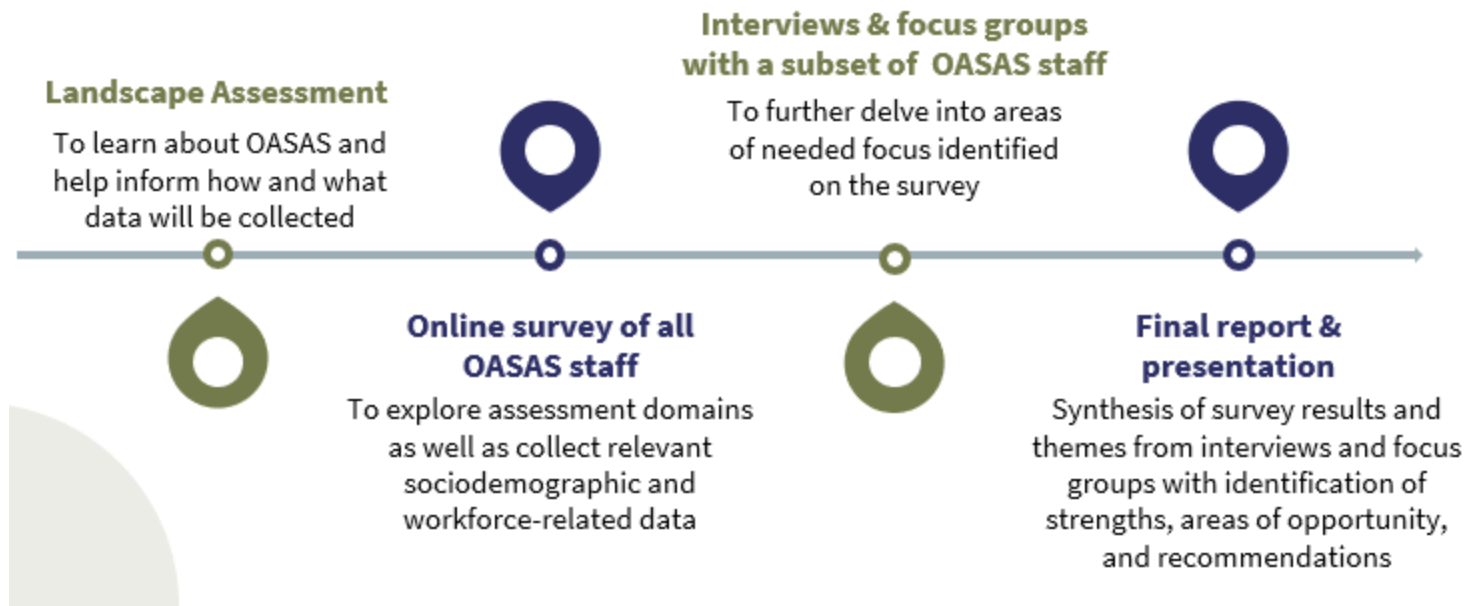 Landscape Assessment
To learn about OASAS and
help inform how and what
data will be collected
Online survey of all
OASAS staff
To explore assessment domains
as well as collect relevant
sociodemographic and
workforce-related data
Interviews & focus groups
with a subset of OASAS staff
To further delve into areas
of needed focus identified
on the survey
Final report &
presentation
Synthesis of survey results and
themes from interviews and focus
groups with identification of
strengths, areas of opportunity,
and recommendations